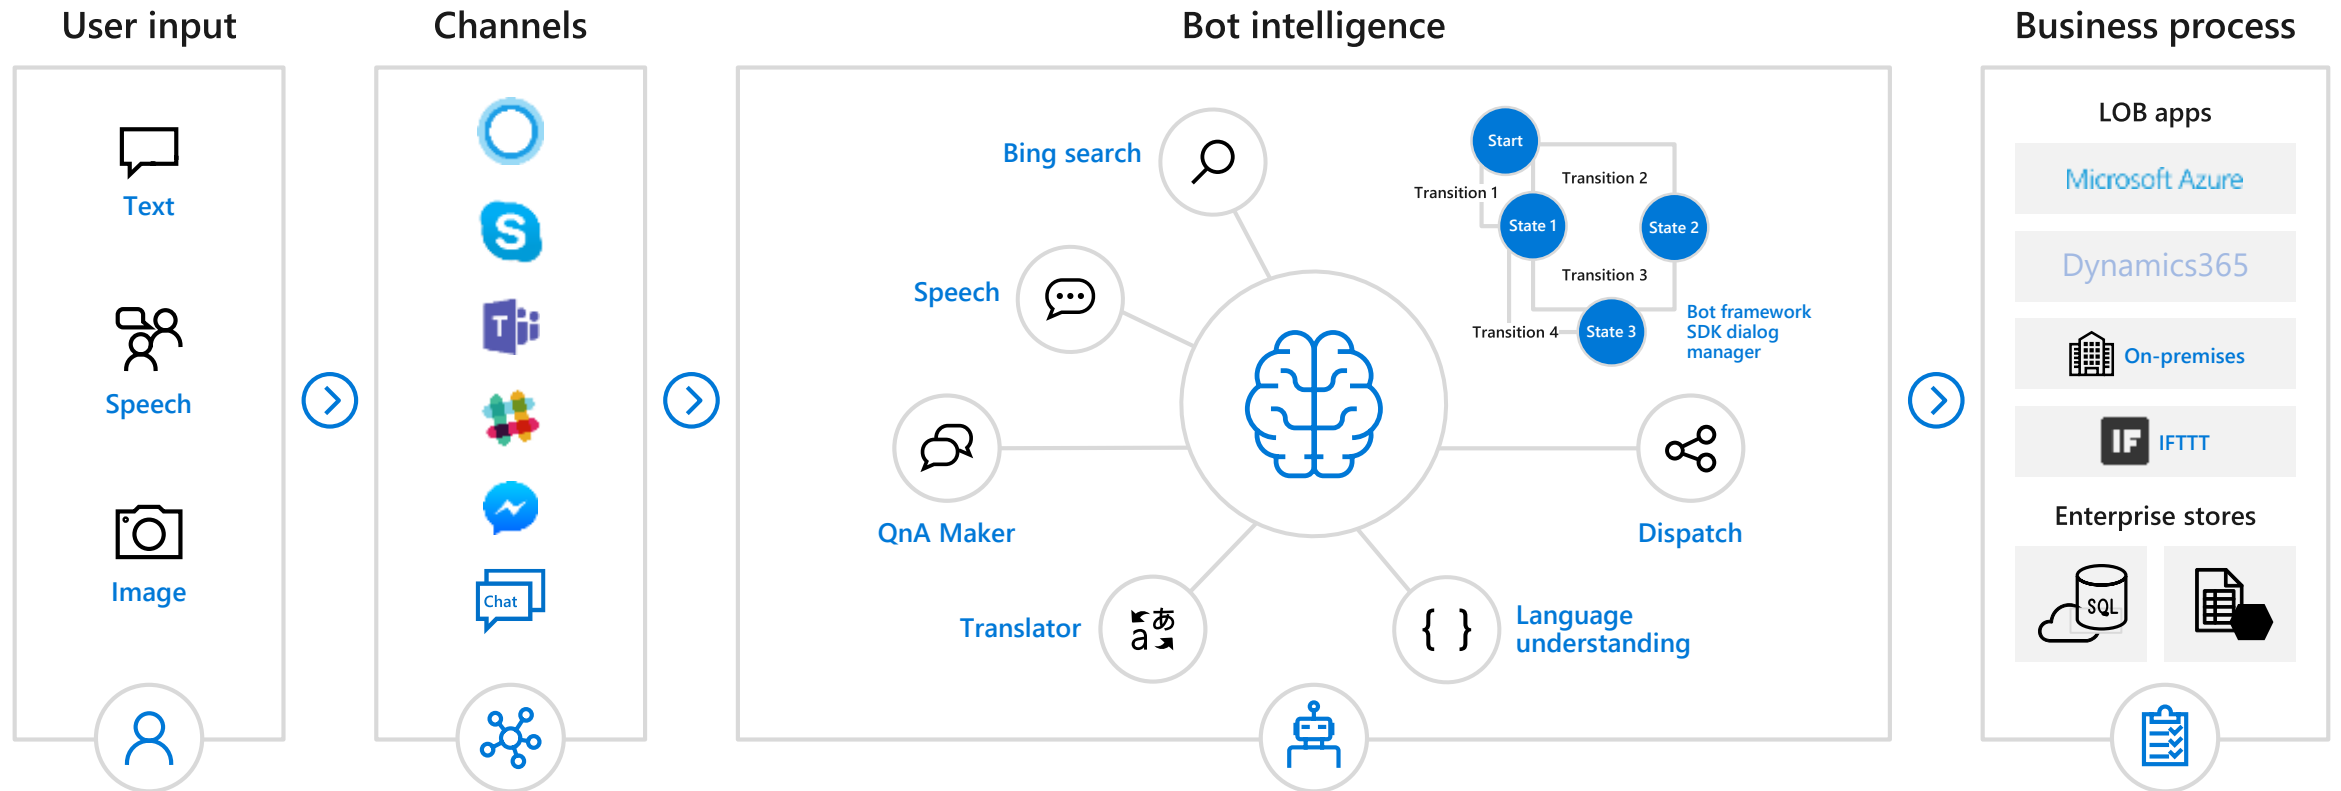 User input
Text
Speech
Image
Channels
S
T
Chat
Bot intelligence
Bing search
Speech
QnA Maker
Translator
a あ
{ }
Language
understanding
Dispatch
Start
Transition 1
Transition 2
State 1
State 2
Transition 3
Transition 4
State 3
Bot framework
SDK dialog
manager
Business process
LOB apps
Microsoft Azure
Dynamics365
On-premises
IF IFTTT
Enterprise stores
SQL